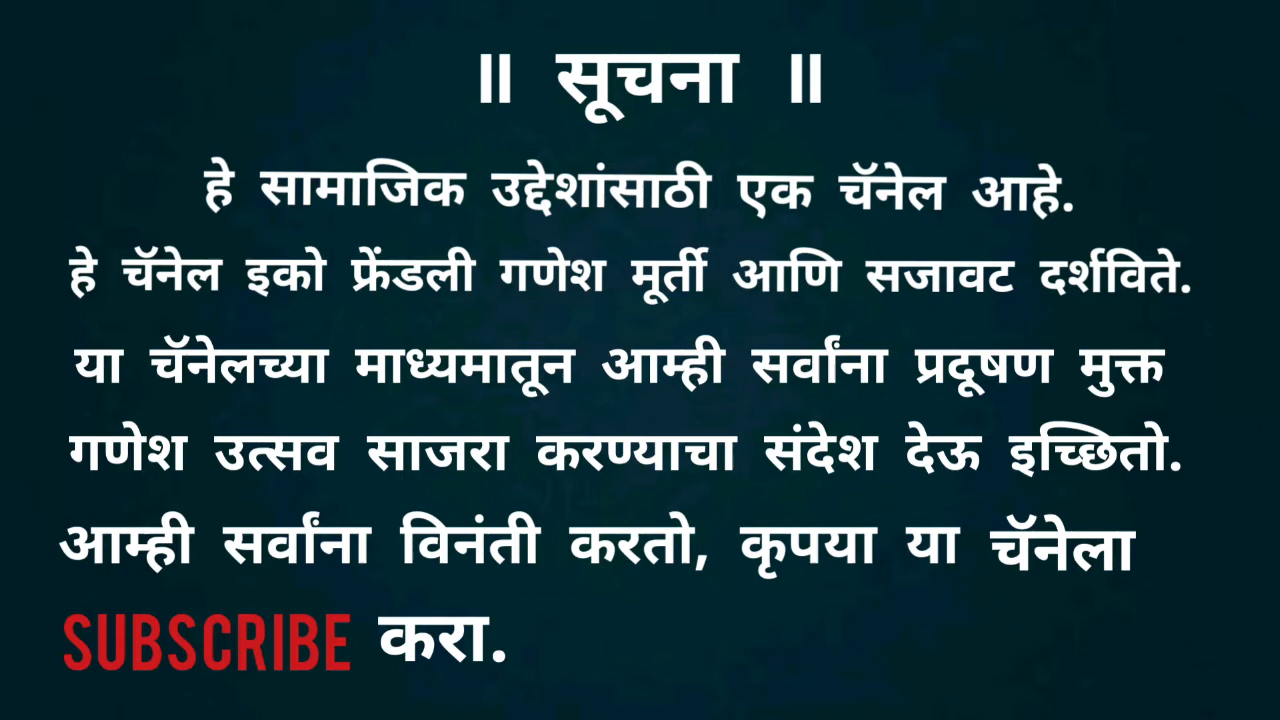 ॥ सूचना ॥
हे सामाजिक उद्देशांसाठी एक चॅनेल आहे.
हे चॅनेल इको फ्रेंडली गणेश मूर्ती आणि सजावट दर्शविते.
या चॅनेलच्या माध्यमातून आम्ही सर्वांना प्रदूषण मुक्त
गणेश उत्सव साजरा करण्याचा संदेश देऊ इच्छितो.
आम्ही सर्वांना विनंती करतो, कृपया या चॅनेला
SUBSCRIBE करा.